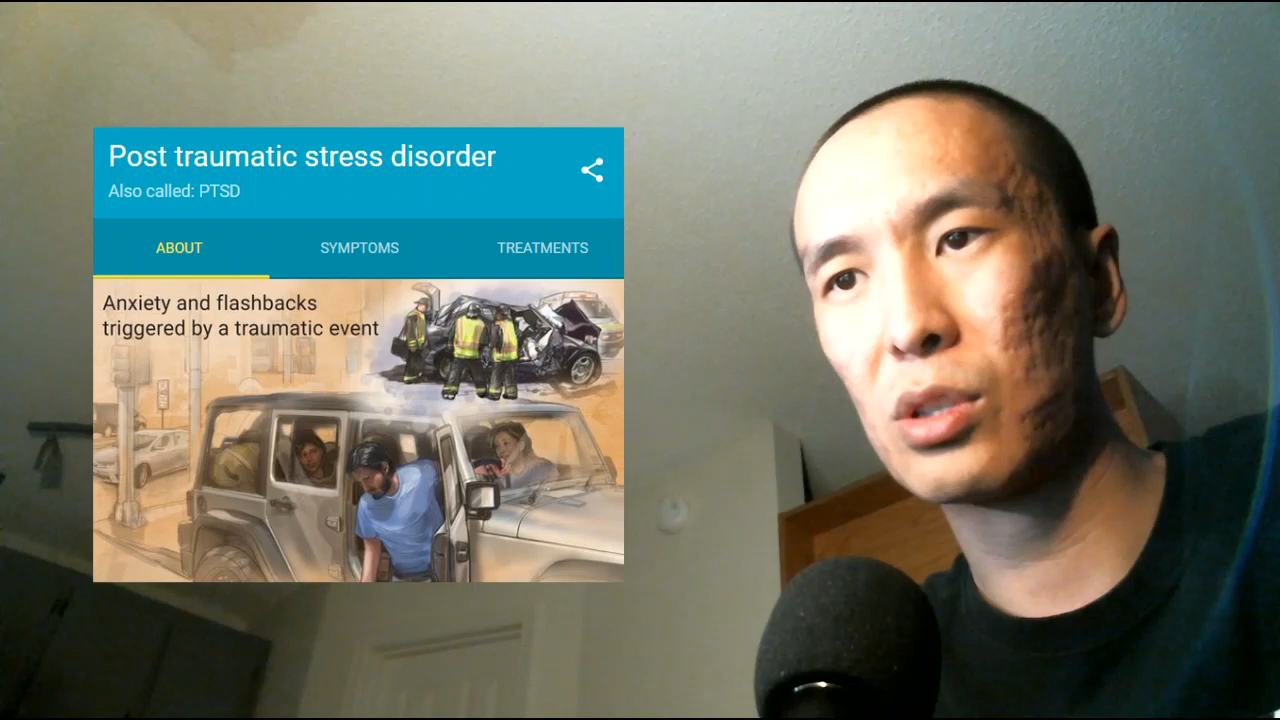 Post traumatic stress disorder
Also called: PTSD
ABOUT
SYMPTOMS
TREATMENTS
Anxiety and flashbacks
triggered by a traumatic event